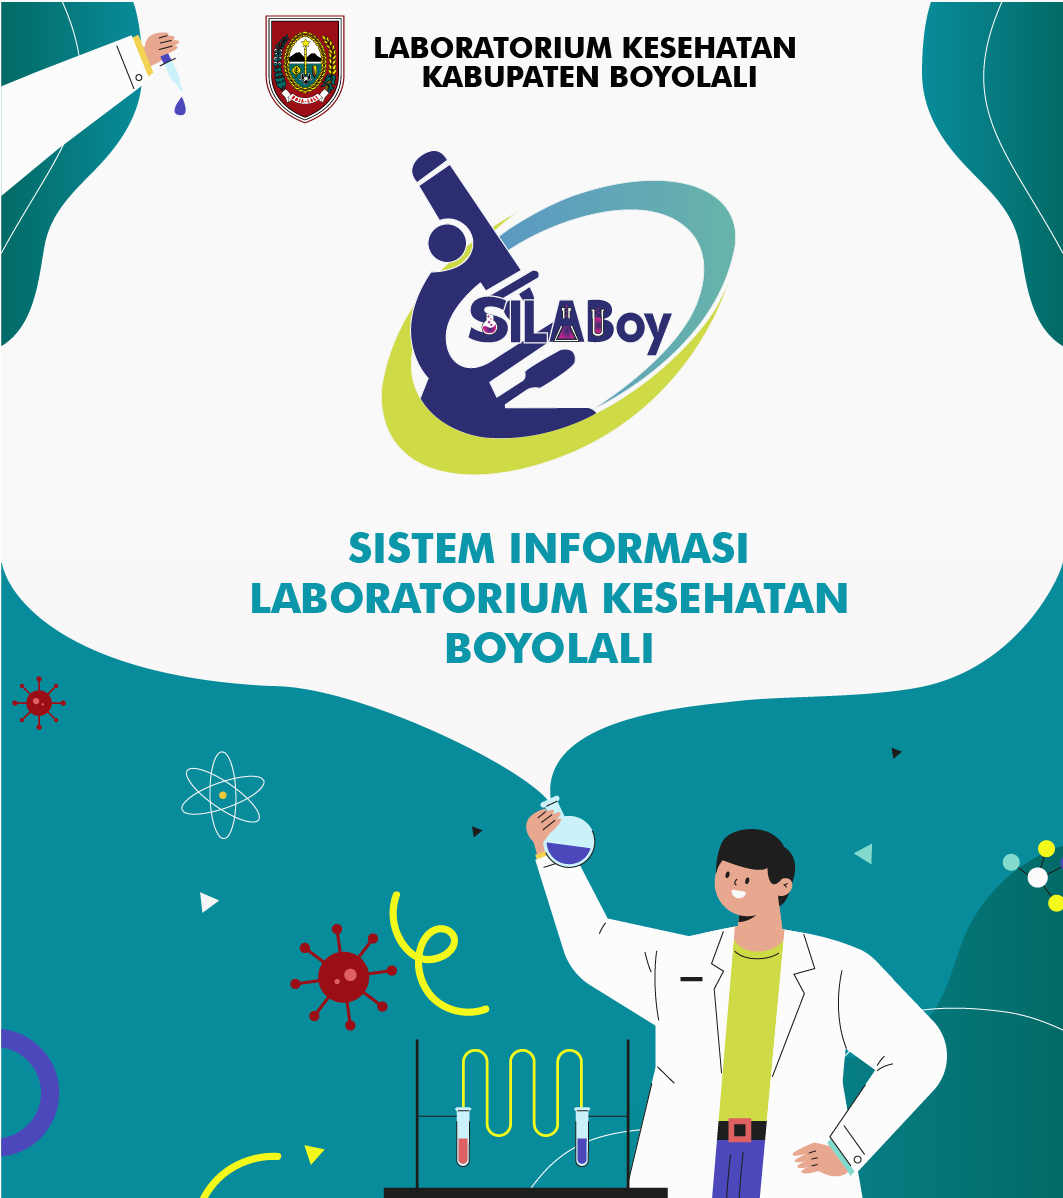 LABORATORIUM KESEHATAN
KABUPATEN BOYOLALI
SILABoy
SISTEM INFORMASI
LABORATORIUM KESEHATAN
BOYOLALI